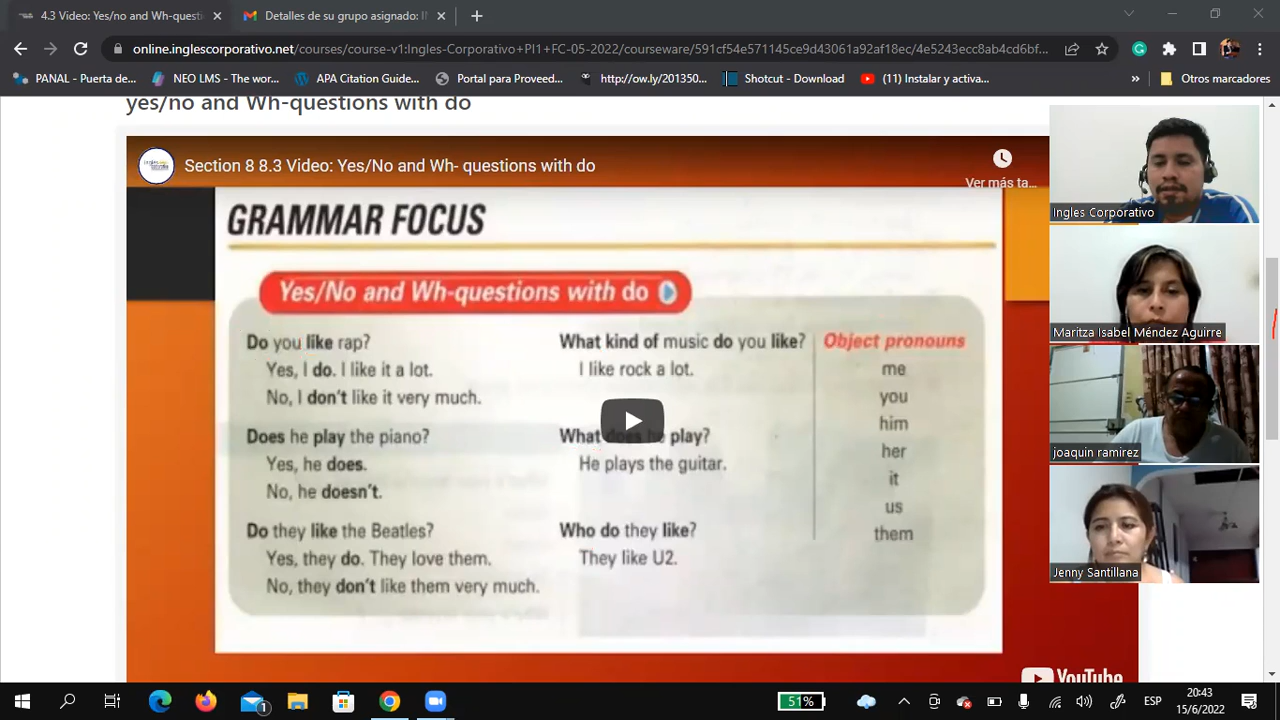 4.3 Video: Yes/No and Wh-questi
Detalles de su grupo asignado: I
online.inglescorporativo.net/courses/course-v1:Ingles-Corporativo+PI1+FC-05-2022/courseware/591cf54e571145ce9d43061a92af18ec/4e5243ecc8ab4cd6bf...
PANAL - Puerta de...
NEO LMS - The wor...
APA Citation Guide...
Portal para Proveed...
http://ow.ly/201350...
Shotcut - Download
(11) Instalar y activa...
»
Otros marcadores
yes/no and Wh-questions with do
Section 8 8.3 Video: Yes/No and Wh- questions with do
Ver más ta...
GRAMMAR FOCUS
Yes/No and Wh-questions with do
Do you like rap?
Yes, I do. I like it a lot.
No, I don't like it very much.
Does he play the piano?
Yes, he does.
No, he doesn't.
Do they like the Beatles?
Yes, they do. They love them.
No, they don't like them very much.
What kind of music do you like?
I like rock a lot.
What does he play?
He plays the guitar.
Who do they like?
They like U2.
Object pronouns
me
you
him
her
it
us
them
YouTube
Ingles Corporativo
Maritza Isabel Méndez Aguirre
joaquin ramirez
Jenny Santillana
1
51%
ESP
20:43
15/6/2022